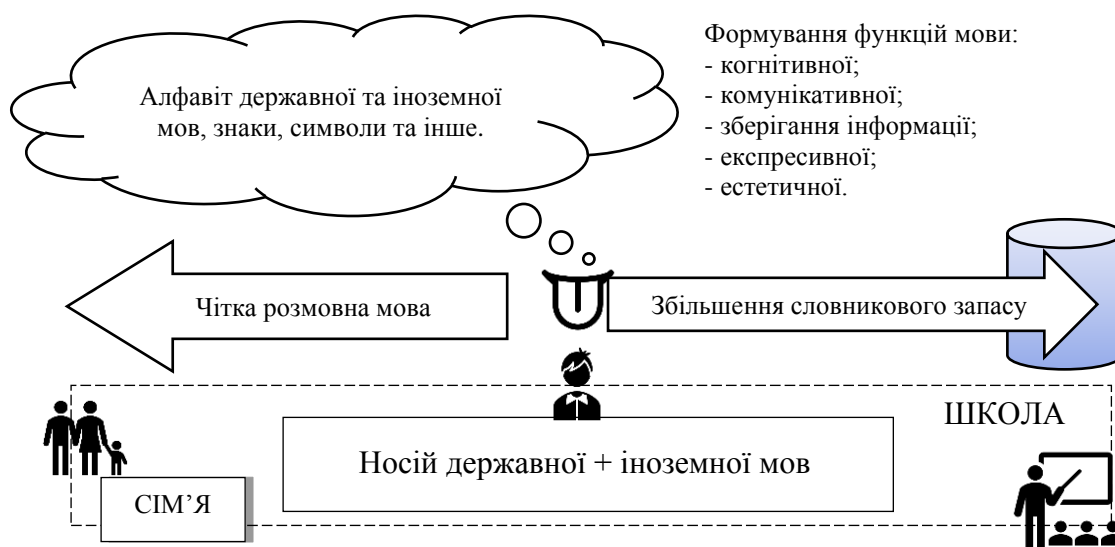 Формування функцій мови:
- когнітивної;
- комунікативної;
- зберігання інформації;
- експресивної;
- естетичної.
Алфавіт державної та іноземної
мов, знаки, символи та інше.
Чітка розмовна мова
Збільшення словникового запасу
ШКОЛА
Носій державної + іноземної мов
СІМ’Я